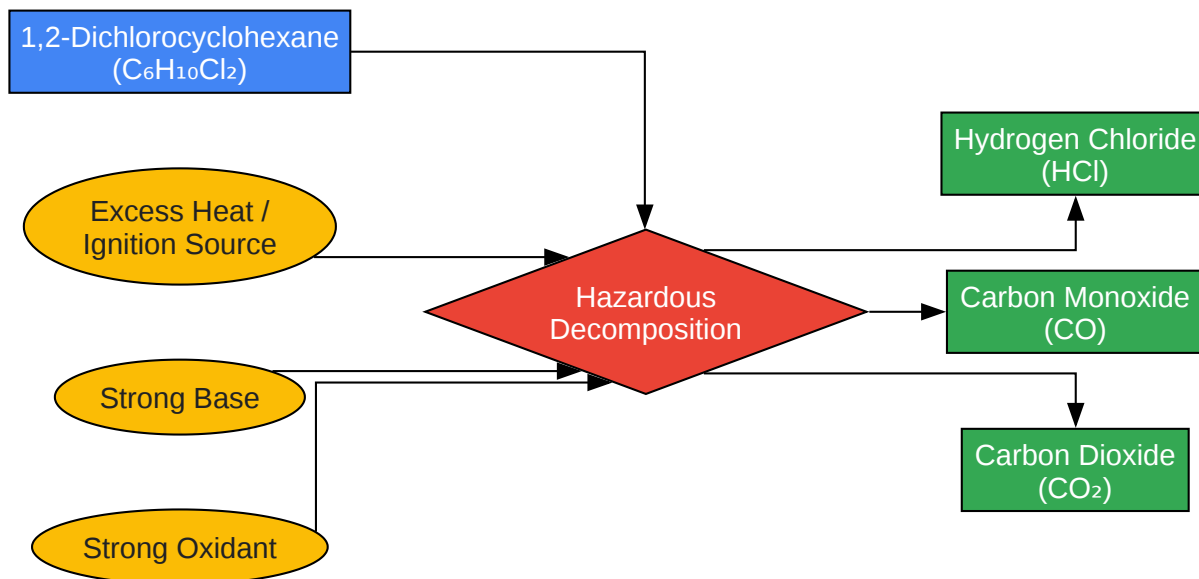 1,2-Dichlorocyclohexane
(C₆H₁₀Cl₂)
Excess Heat /
Ignition Source
Strong Base
Strong Oxidant
Hazardous
Decomposition
Hydrogen Chloride
(HCl)
Carbon Monoxide
(CO)
Carbon Dioxide
(CO₂)